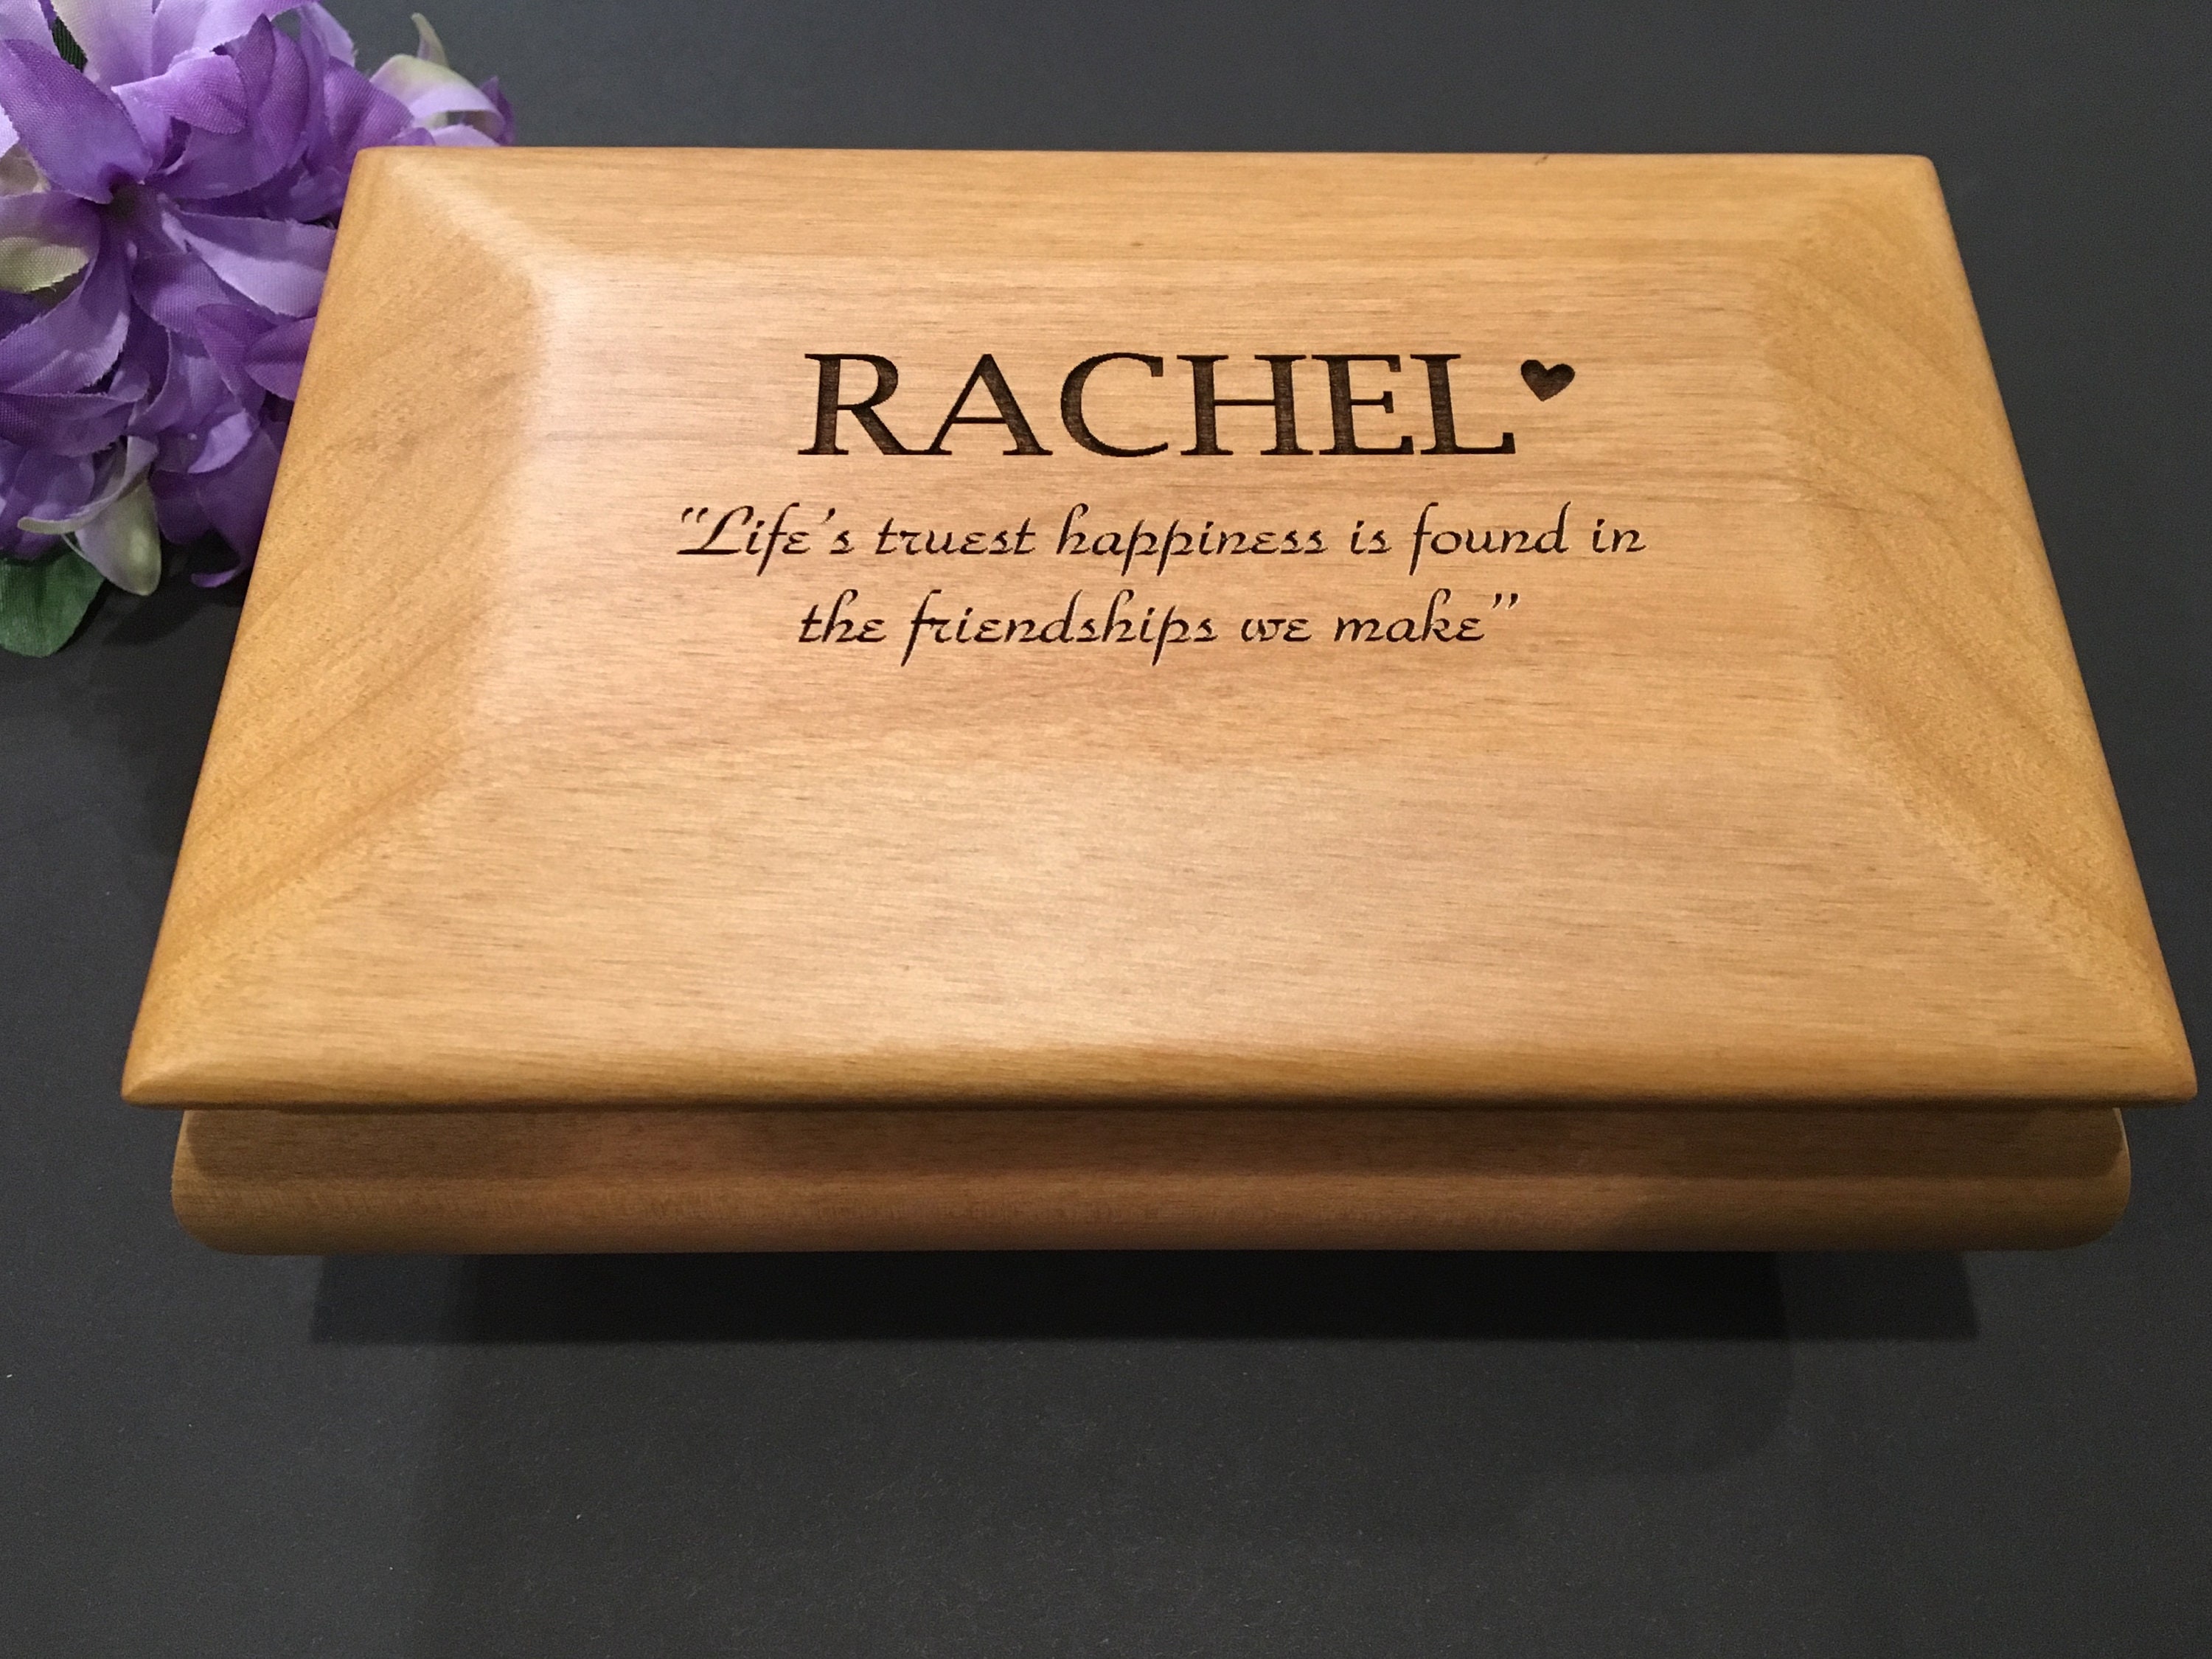 RACHEL♥
"Life's truest happiness is found in
the friendships we make"